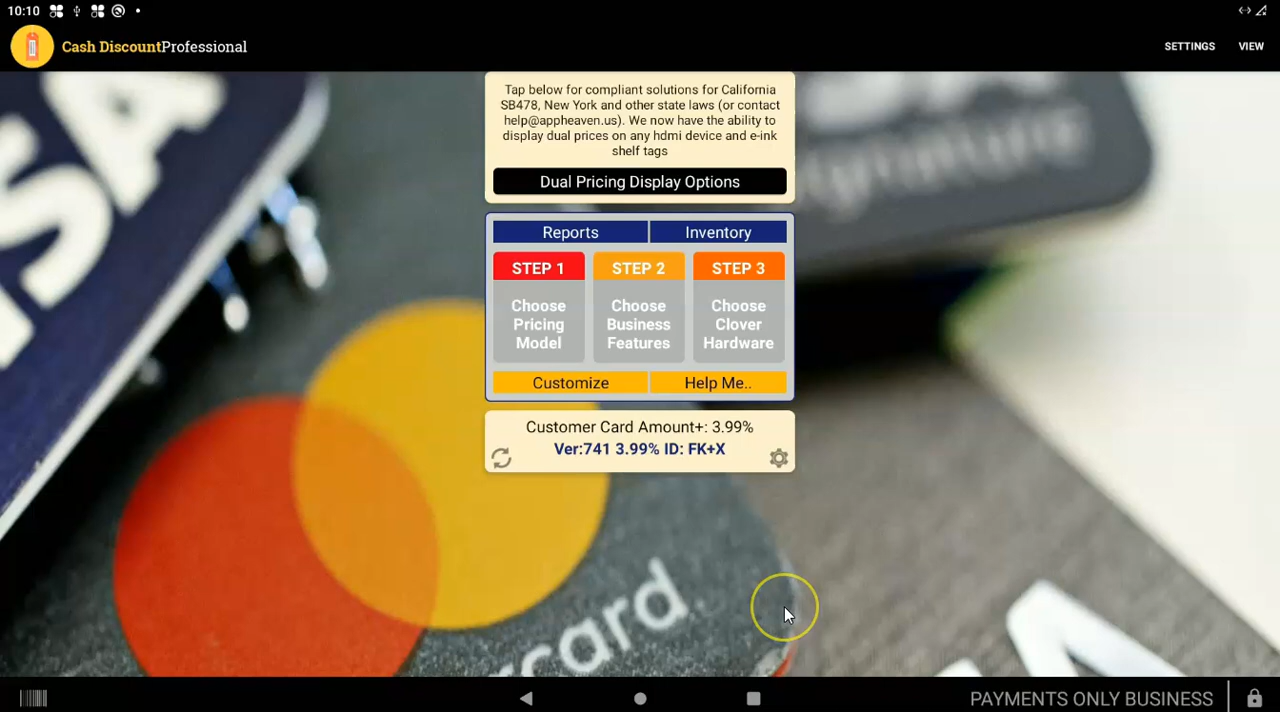 10:10
Cash DiscountProfessional
SETTINGS VIEW
Tap below for compliant solutions for California
SB478, New York and other state laws (or contact
help@appheaven.us). We now have the ability to
display dual prices on any hdmi device and e-ink
shelf tags
Dual Pricing Display Options
Reports Inventory
STEP 1 STEP 2 STEP 3
Choose
Pricing
Model
Choose
Business
Features
Choose
Clover
Hardware
Customize Help Me..
Customer Card Amount+: 3.99%
Ver:741 3.99% ID: FK+X
PAYMENTS ONLY BUSINESS